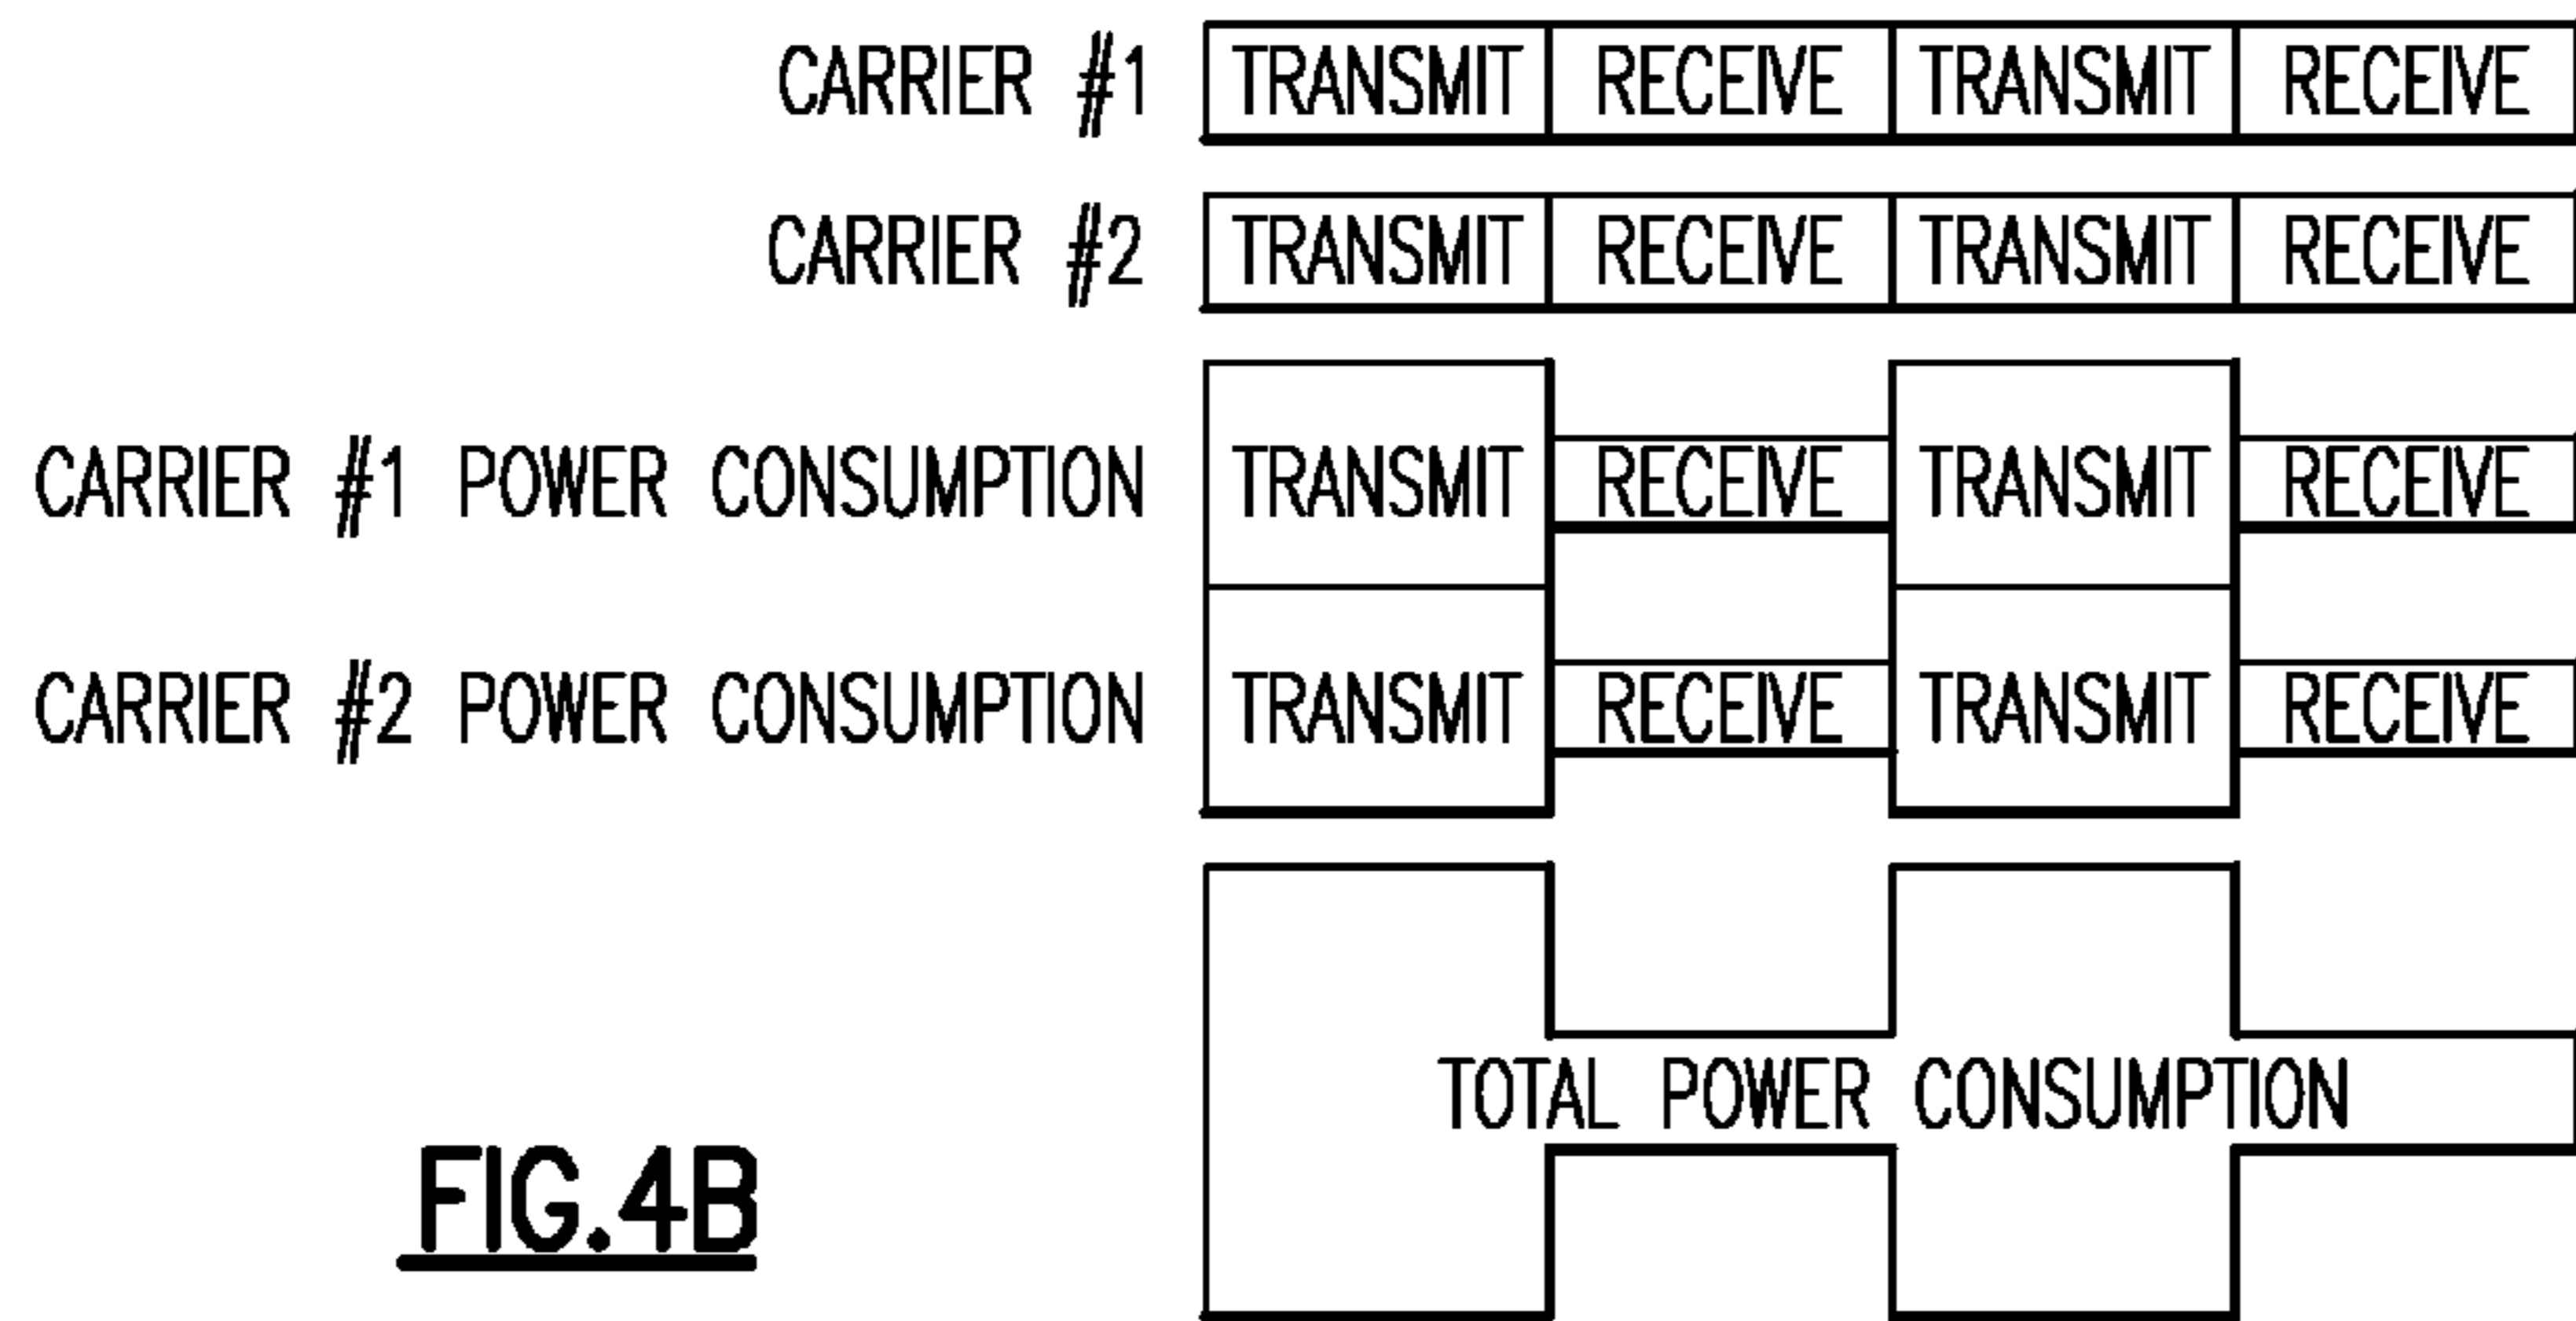 CARRIER #1 TRANSMIT RECEIVE TRANSMIT RECEIVE
CARRIER #2 TRANSMIT RECEIVE TRANSMIT RECEIVE
CARRIER #1 POWER CONSUMPTION TRANSMIT RECEIVE TRANSMIT RECEIVE
CARRIER #2 POWER CONSUMPTION TRANSMIT RECEIVE TRANSMIT RECEIVE
TOTAL POWER CONSUMPTION
FIG.4B